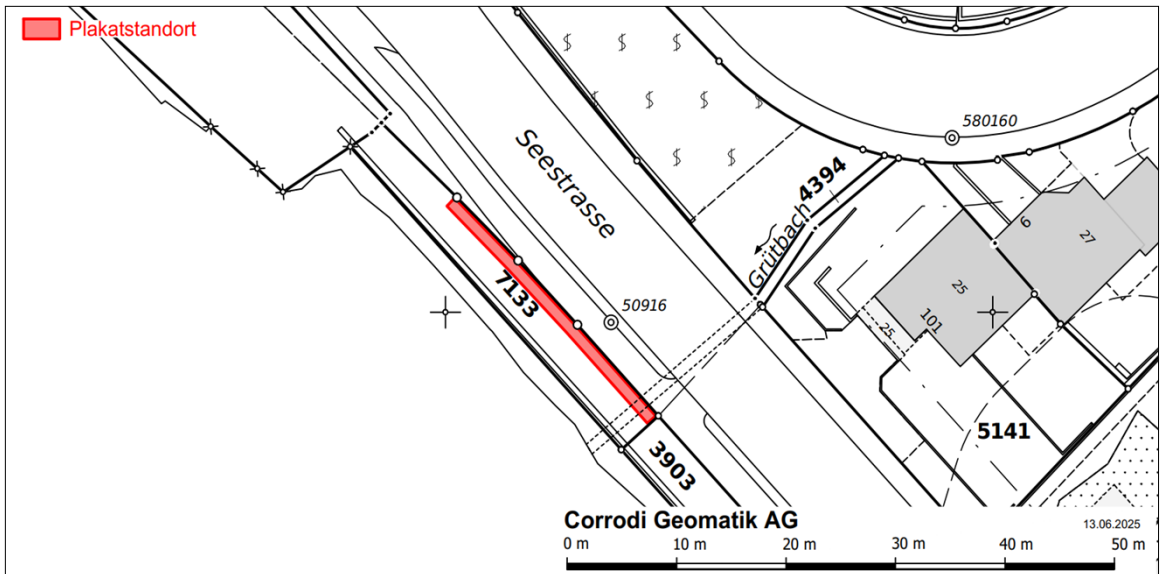 Plakatstandort
580160
Seestrasse
4394
Grütbach
6
27
7133
50916
25
101
25
5141
3903
Corrodi Geomatik AG
13.06.2025
0 m 10 m 20 m 30 m 40 m 50 m